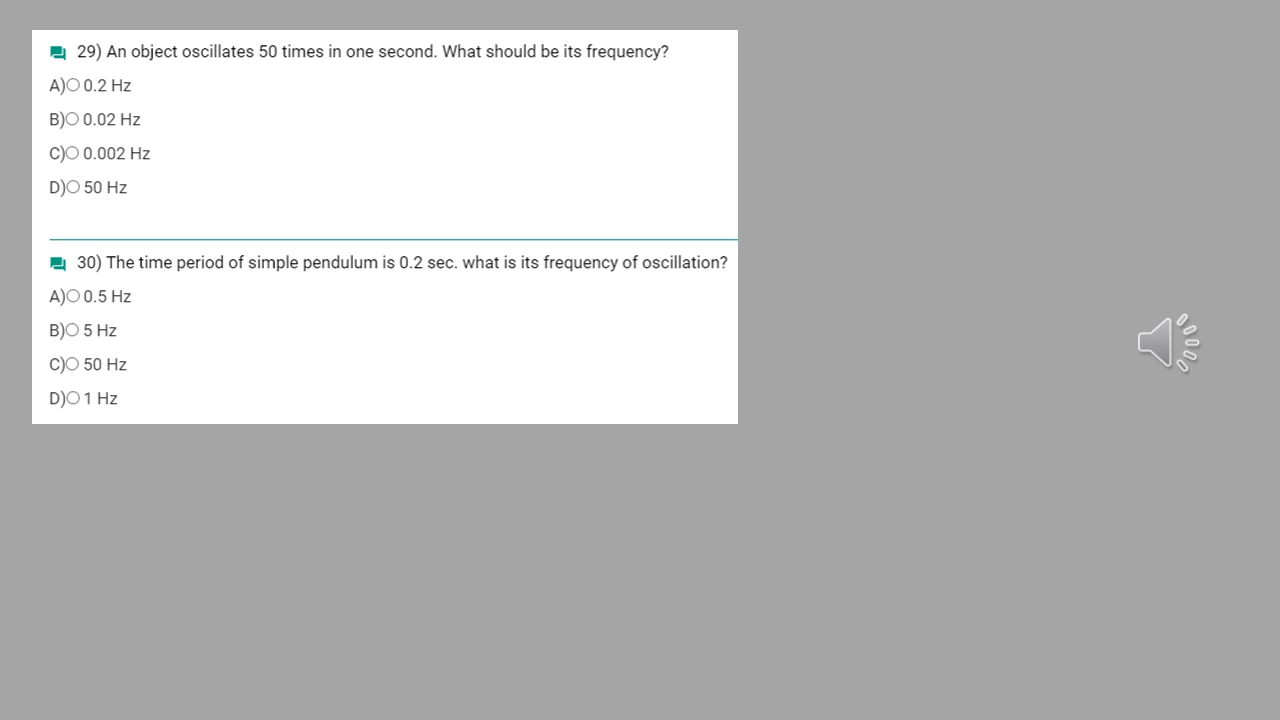 29) An object oscillates 50 times in one second. What should be its frequency?
A) 0.2 Hz
B) 0.02 Hz
C) 0.002 Hz
D) 50 Hz
30) The time period of simple pendulum is 0.2 sec. what is its frequency of oscillation?
A) 0.5 Hz
B) 5 Hz
C) 50 Hz
D) 1 Hz